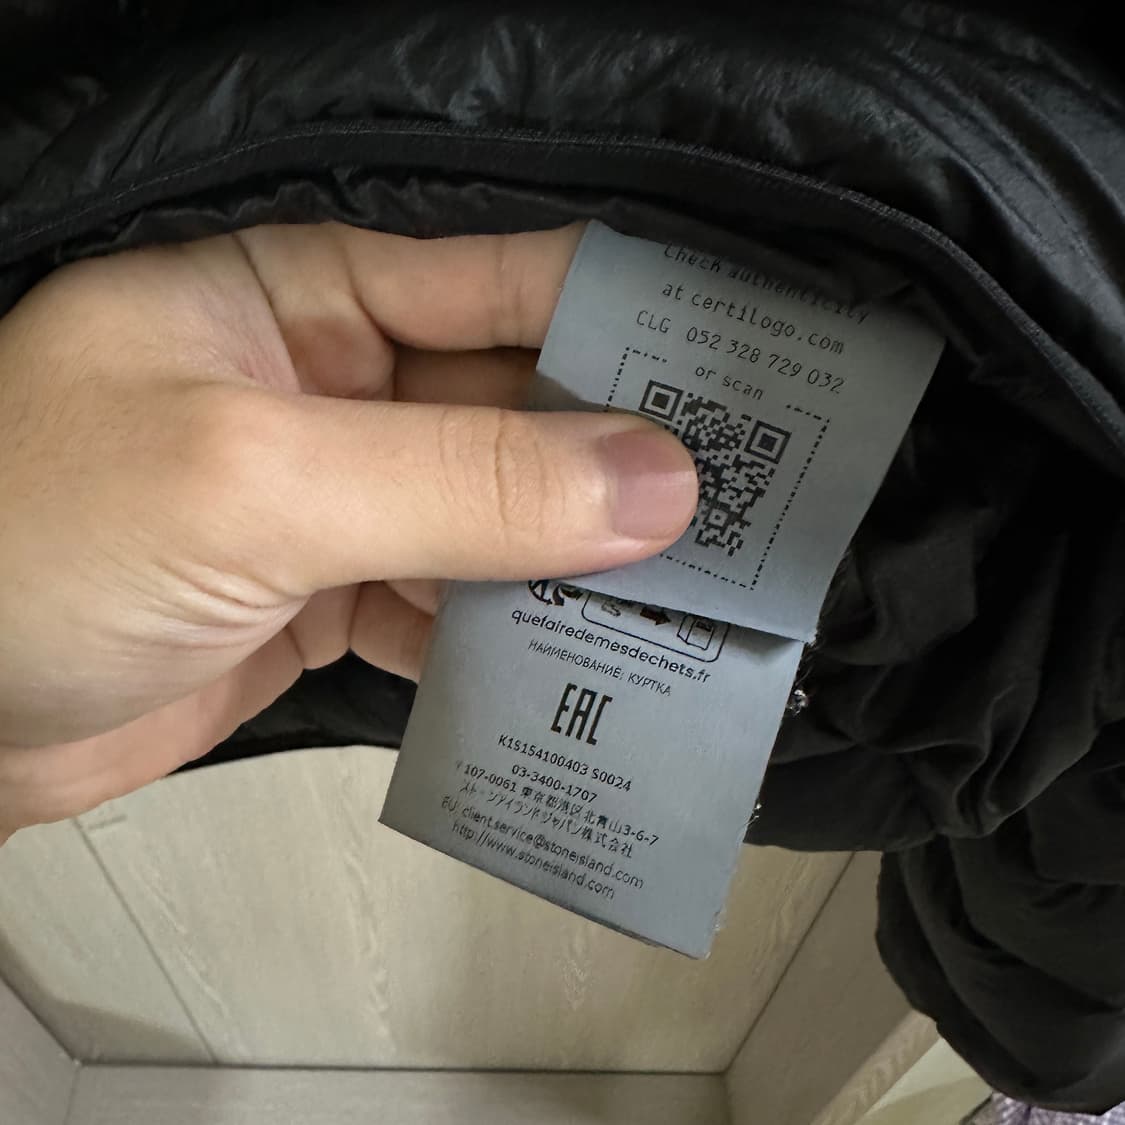 Check authenticity
at certilogo.com
CLG 052 328 729 032
or scan
quefairedemesdechets.fr
НАИМЕНОВАНИЕ: КУРТКА
EAC
K1S154100403 S0024
03-3400-1707
〒107-0061 東京都港区北青山3-6-7
ストーンアイランドジャパン株式会社
EU: clientservice@stoneisland.com
http://www.stoneisland.com